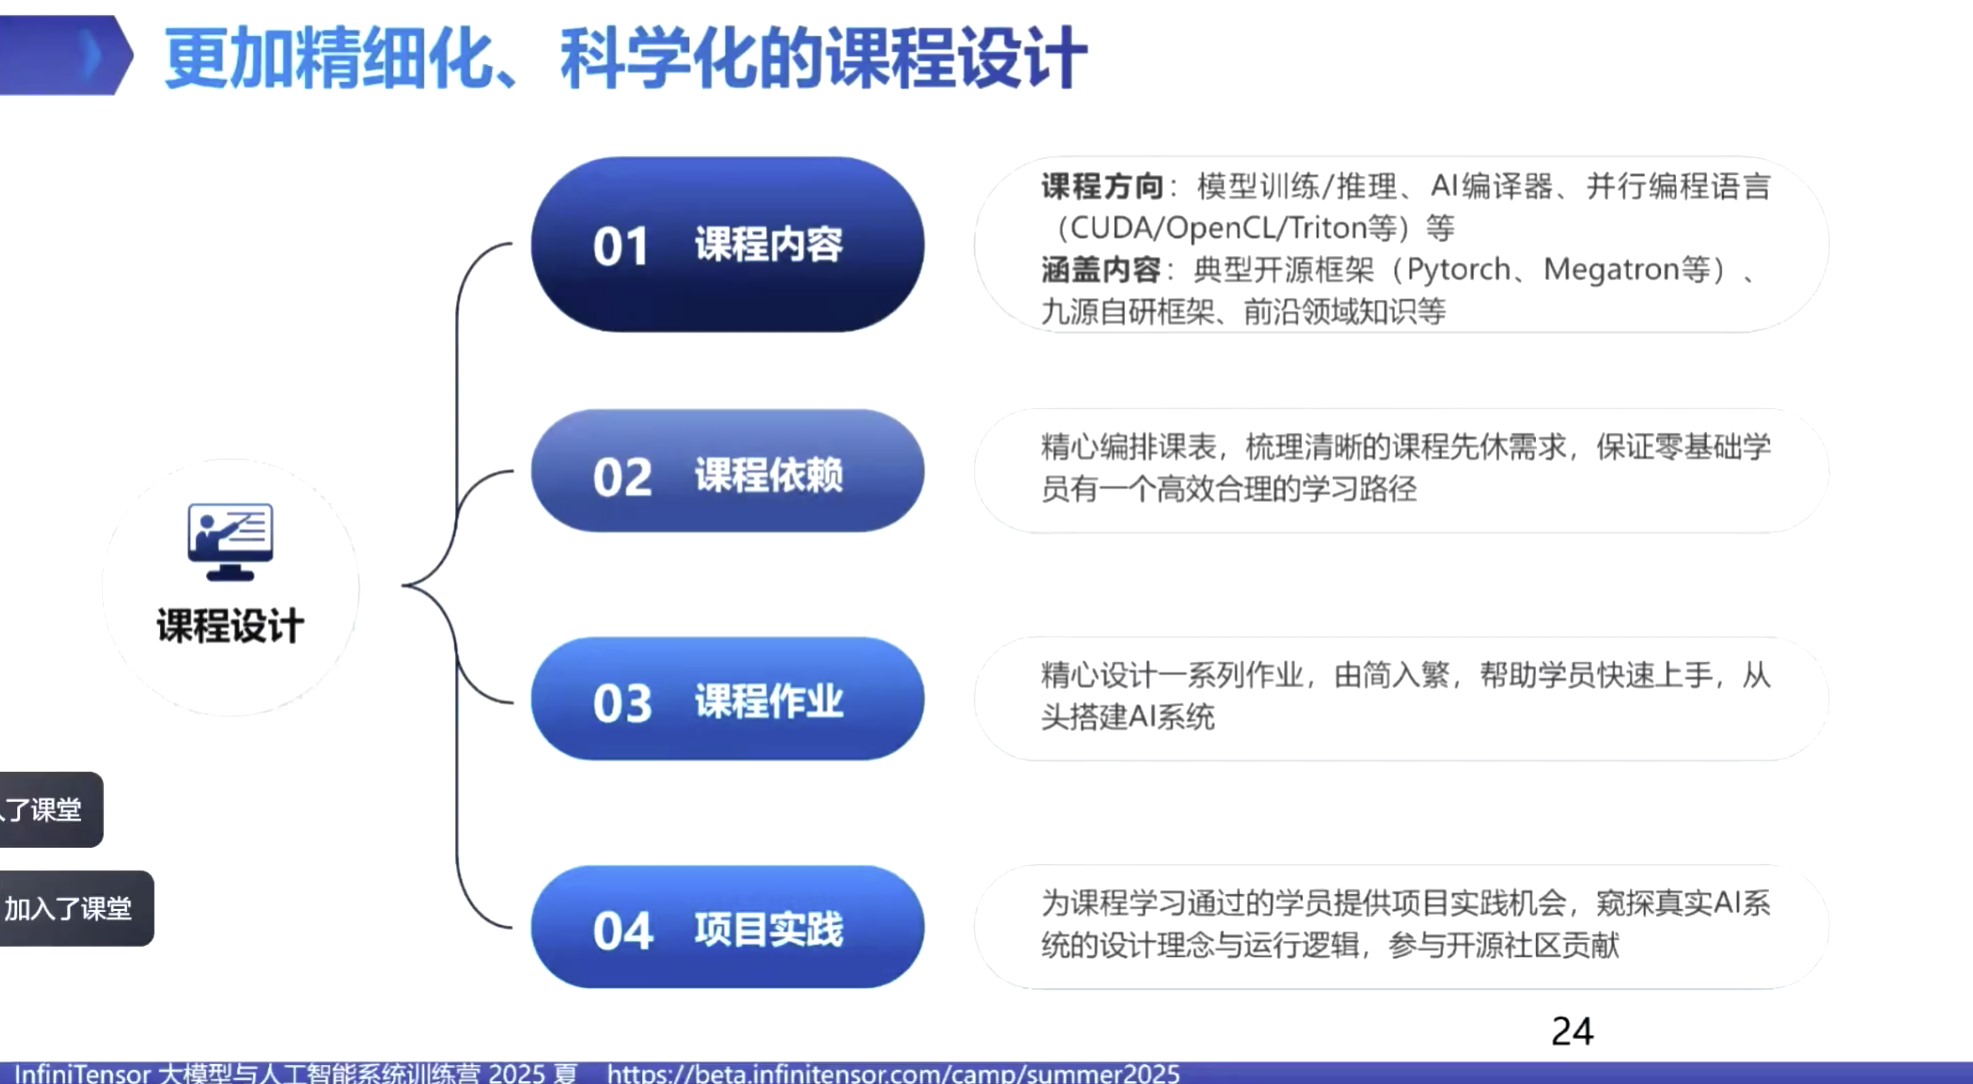 更加精细化、科学化的课程设计
01 课程内容
课程方向：模型训练/推理、AI编译器、并行编程语言
（CUDA/OpenCL/Triton等）等
涵盖内容：典型开源框架（Pytorch、Megatron等）、
九源自研框架、前沿领域知识等
02 课程依赖
精心编排课表，梳理清晰的课程先休需求，保证零基础学
员有一个高效合理的学习路径
课程设计
03 课程作业
精心设计一系列作业，由简入繁，帮助学员快速上手，从
头搭建AI系统
04 项目实践
为课程学习通过的学员提供项目实践机会，窥探真实AI系
统的设计理念与运行逻辑，参与开源社区贡献
了课堂
加入了课堂
24
InfiniTensor 大模型与人工智能系统训练营 2025 夏 https://beta.infinitensor.com/camp/summer2025